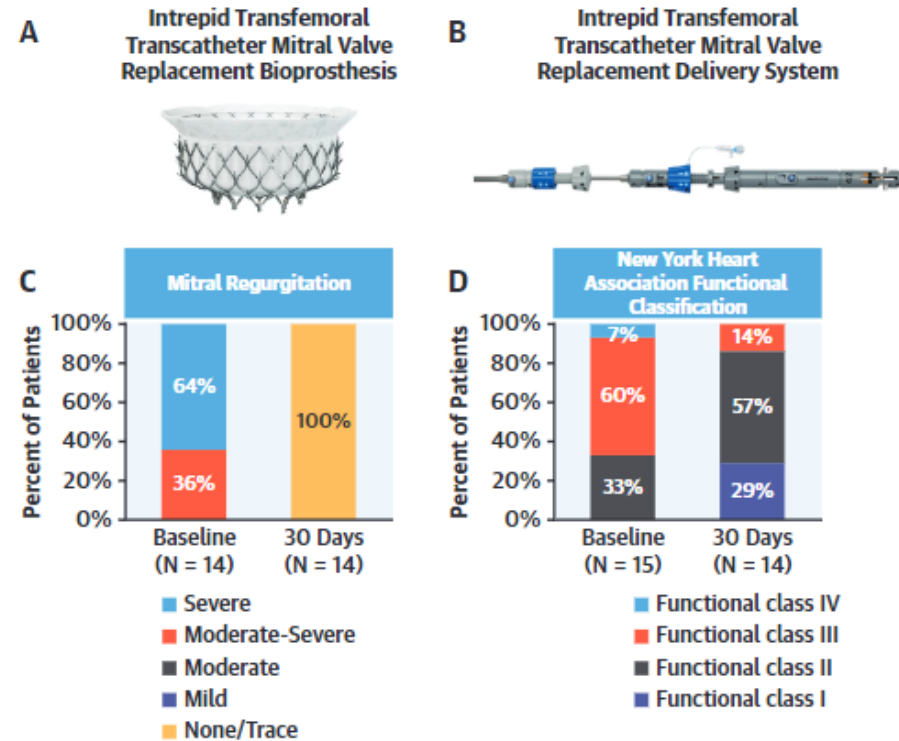 A
Intrepid Transfemoral
Transcatheter Mitral Valve
Replacement Bioprosthesis
B
Intrepid Transfemoral
Transcatheter Mitral Valve
Replacement Delivery System
C
Mitral Regurgitation
Percent of Patients
100%
80%
60%
40%
20%
0%
64%
36%
100%
Baseline
(N = 14)
30 Days
(N = 14)
Severe
Moderate-Severe
Moderate
Mild
None/Trace
D
New York Heart
Association Functional
Classification
Percent of Patients
100%
80%
60%
40%
20%
0%
7%
60%
33%
14%
57%
29%
Baseline
(N = 15)
30 Days
(N = 14)
Functional class IV
Functional class III
Functional class II
Functional class I